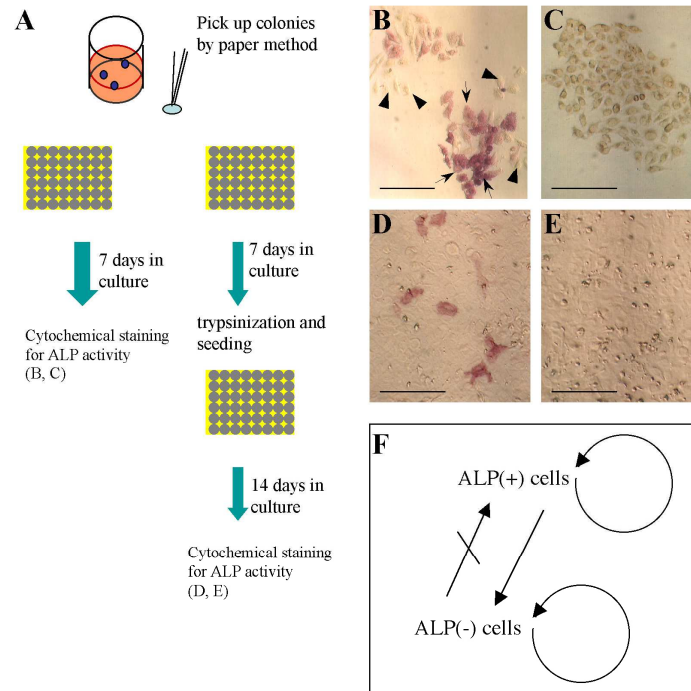 A
Pick up colonies
by paper method
7 days in
culture
Cytochemical staining
for ALP activity
(B, C)
7 days in
culture
trypsinization and
seeding
14 days in
culture
Cytochemical staining
for ALP activity
(D, E)
B
C
D
E
F
ALP(+) cells
ALP(-) cells